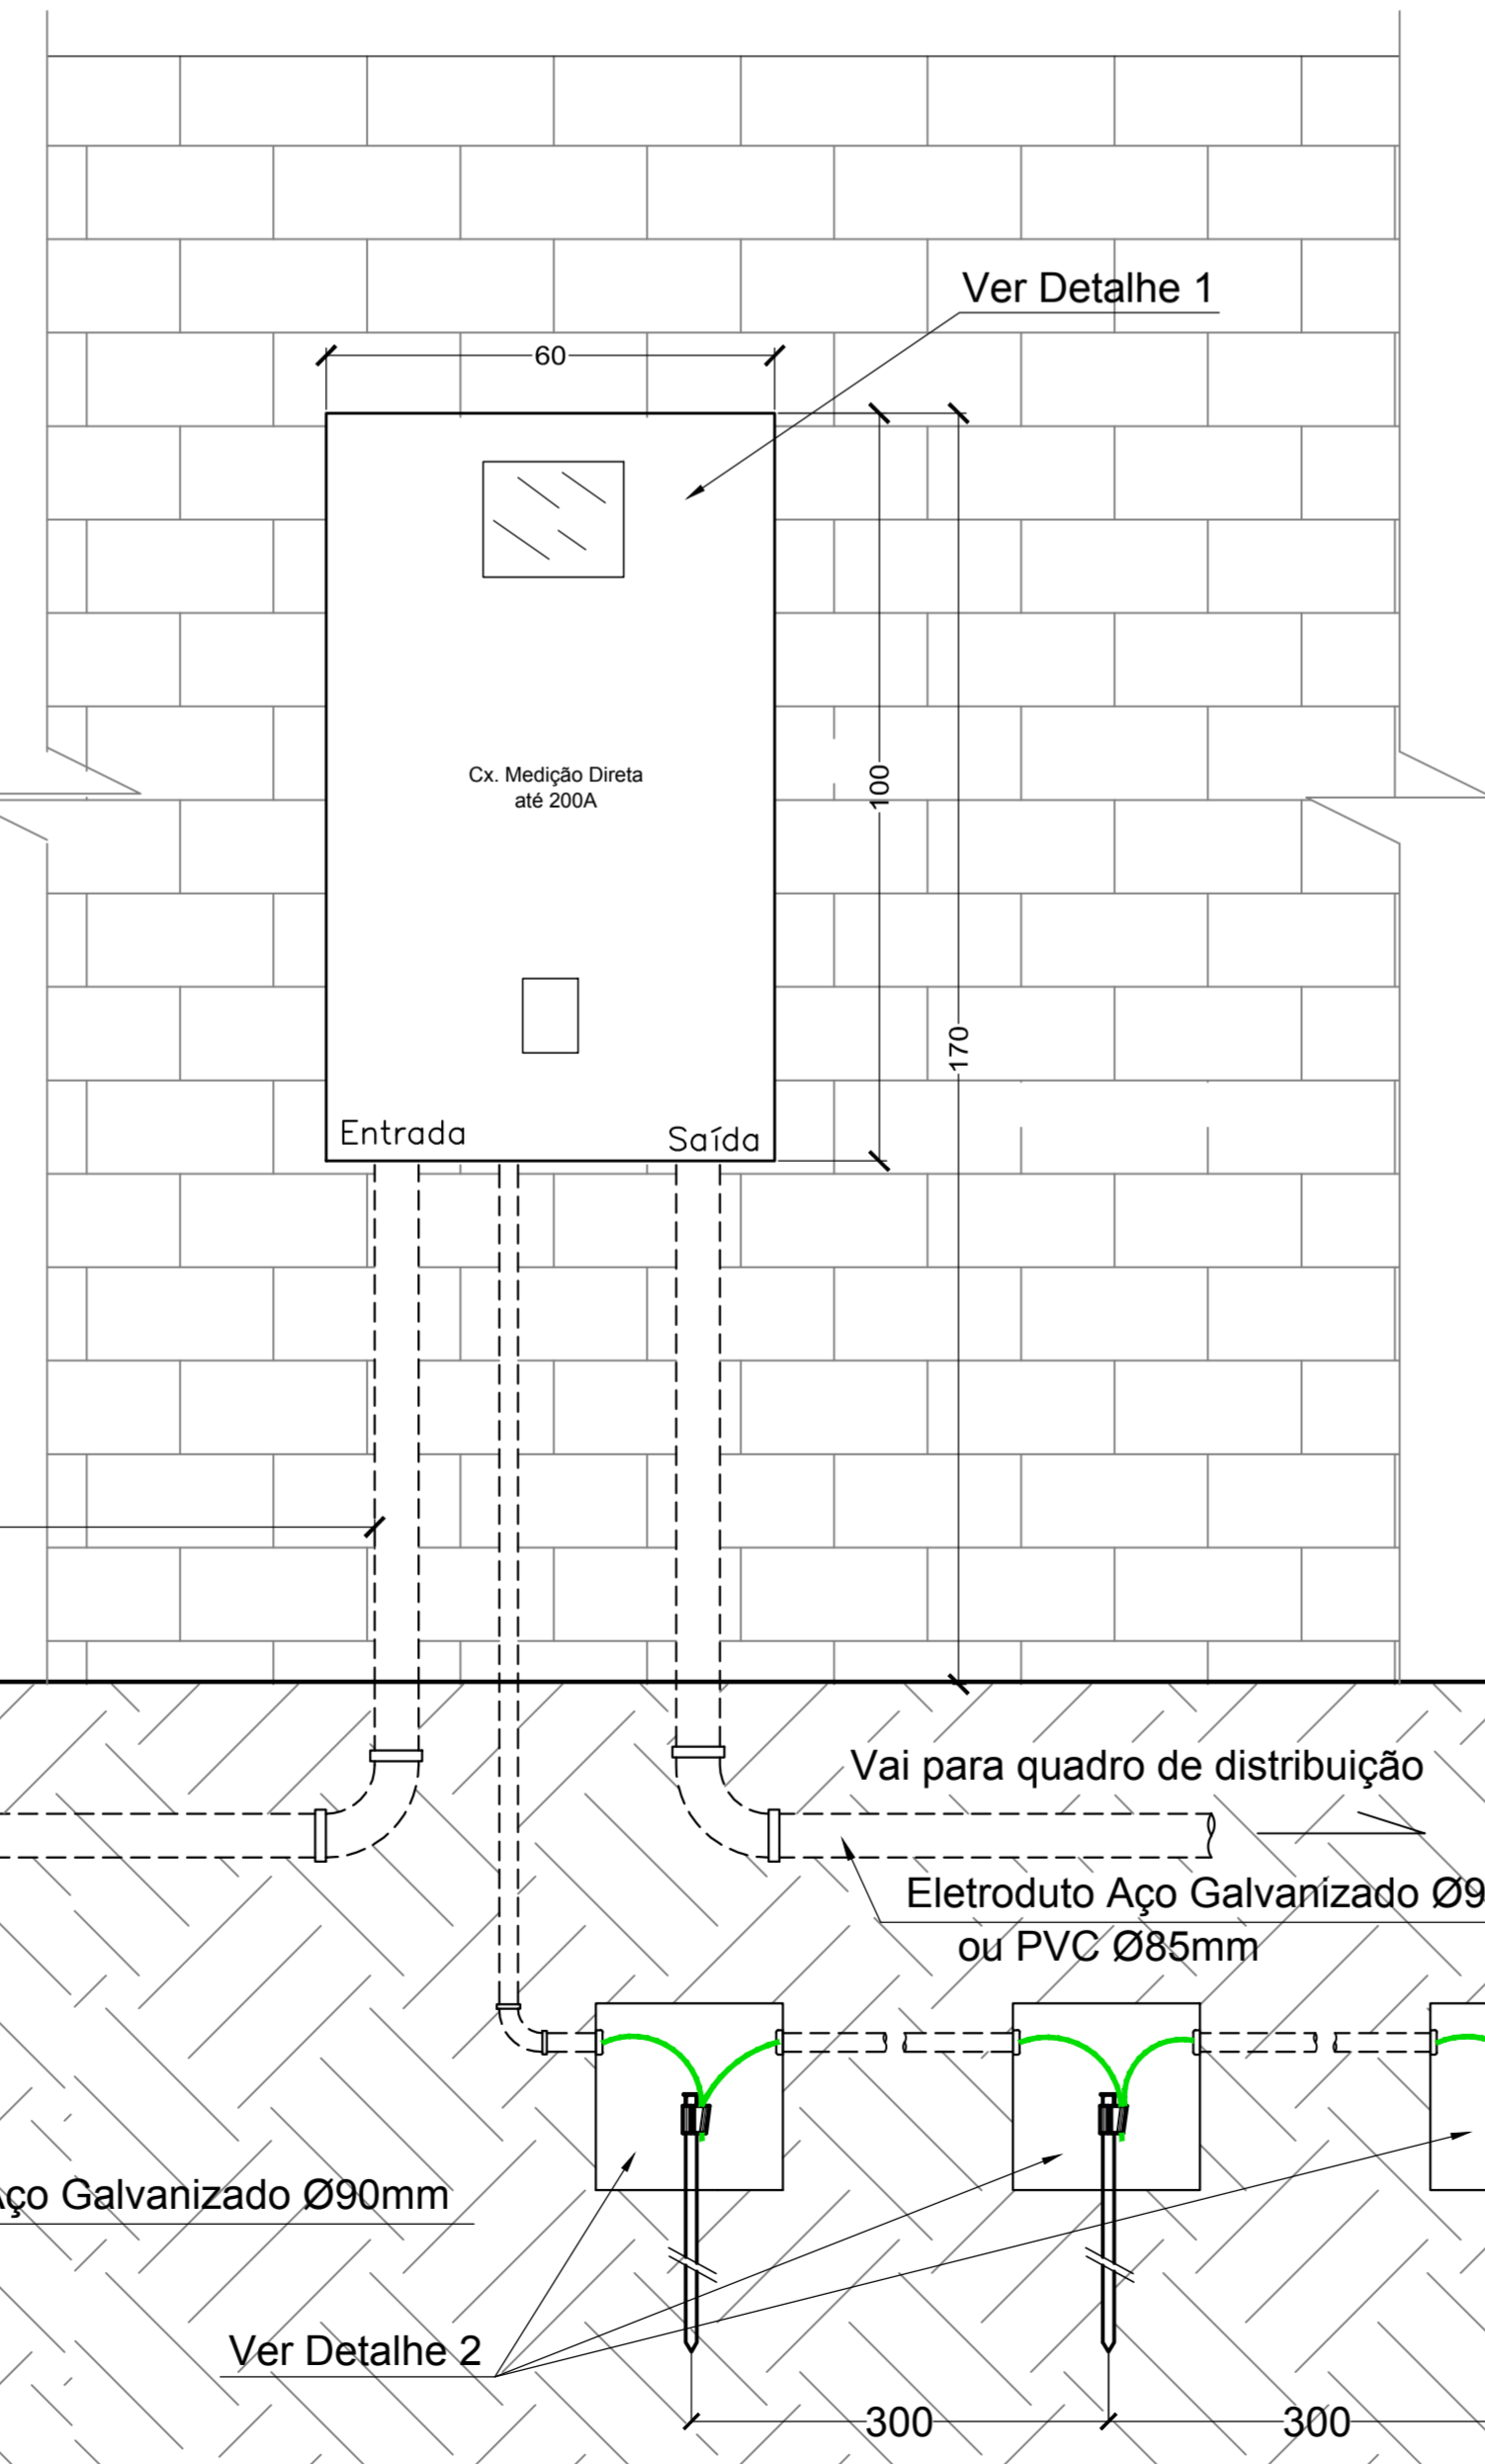 Ver Detalhe 1
60
Cx. Medição Direta
até 200A
100
170
Entrada
Saída
Vai para quadro de distribuição
Eletroduto Aço Galvanizado Ø9
ou PVC Ø85mm
Aço Galvanizado Ø90mm
Ver Detalhe 2
300
300